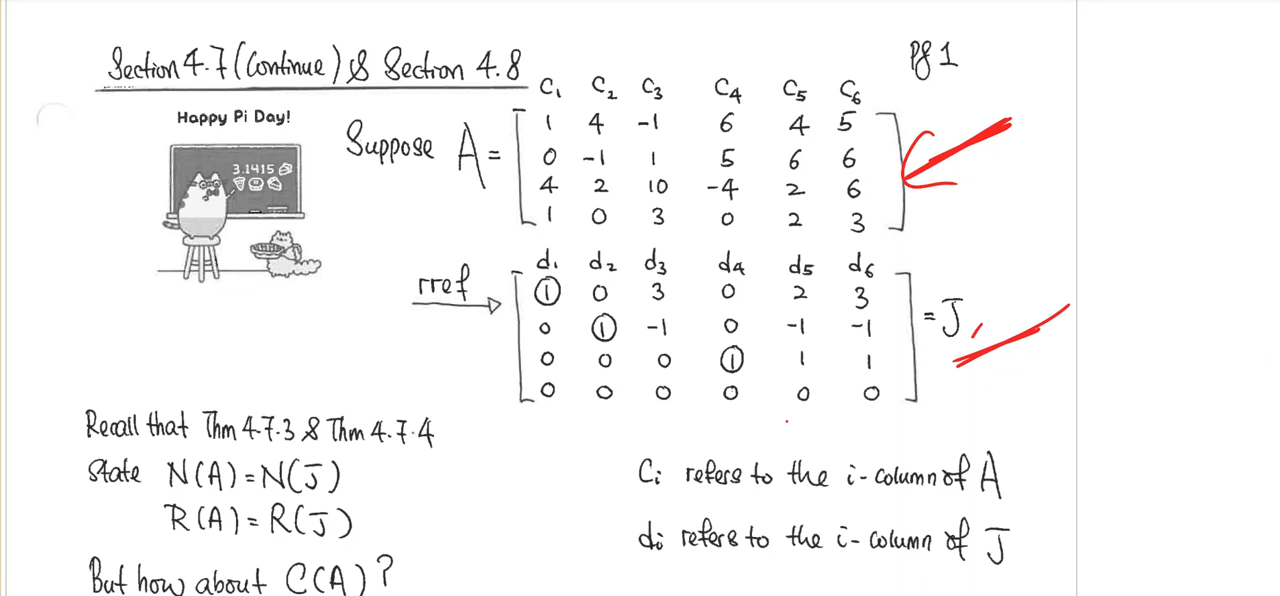 Section 4.7 (Continue) & Section 4.8
Pg 1
Happy Pi Day!
3.1415
C₁ C₂ C₃ C₄ C₅ C₆
Suppose A =
1 4 -1 6 4 5
0 -1 1 5 6 6
4 2 10 -4 2 6
1 0 3 0 2 3
d₁ d₂ d₃ d₄ d₅ d₆
rref
1 0 3 0 2 3
0 1 -1 0 -1 -1
0 0 0 1 1 1
0 0 0 0 0 0
= J,
Recall that Thm 4.7.3 & Thm 4.7.4
State N(A) = N(J)
R(A) = R(J)
But how about C(A)?
Ci refers to the i-column of A
di refers to the i-column of J